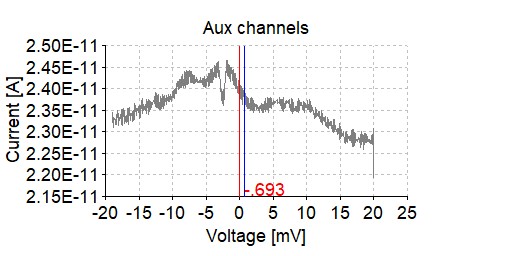 Aux channels
Current [A]
2.50E-11
2.45E-11
2.40E-11
2.35E-11
2.30E-11
2.25E-11
2.20E-11
2.15E-11
-.693
-20 -15 -10 -5 0 5 10 15 20 25
Voltage [mV]